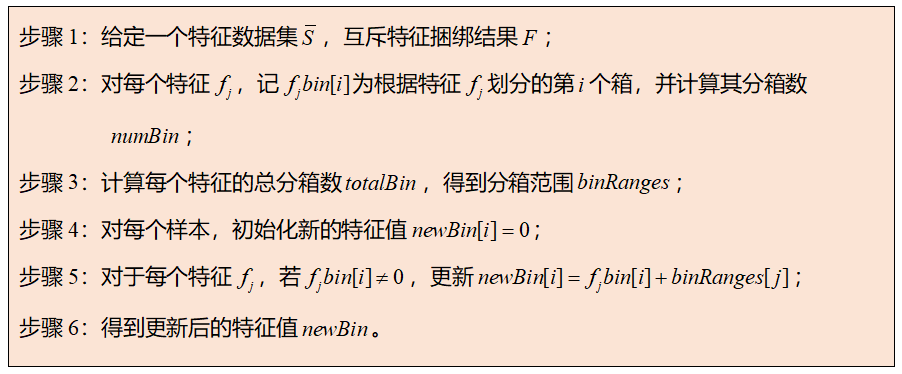 步骤 1：给定一个特征数据集 $\overline{S}$，互斥特征捆绑结果 $F$；
步骤 2：对每个特征 $f_j$，记 $f_j bin[i]$ 为根据特征 $f_j$ 划分的第 $i$ 个箱，并计算其分箱数
$numBin$；
步骤 3：计算每个特征的总分箱数 $totalBin$，得到分箱范围 $binRanges$；
步骤 4：对每个样本，初始化新的特征值 $newBin[i] = 0$；
步骤 5：对于每个特征 $f_j$，若 $f_j bin[i] \neq 0$，更新 $newBin[i] = f_j bin[i] + binRanges[j]$；
步骤 6：得到更新后的特征值 $newBin$。